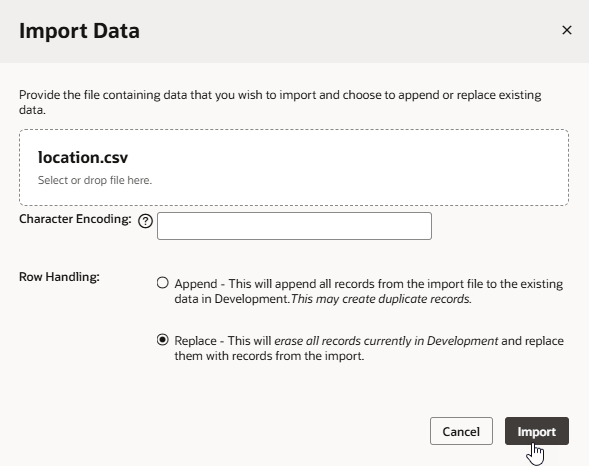 Import Data
×
Provide the file containing data that you wish to import and choose to append or replace existing
data.
location.csv
Select or drop file here.
Character Encoding: ?
Row Handling:
Append - This will append all records from the import file to the existing
data in Development.This may create duplicate records.
Replace - This will erase all records currently in Development and replace
them with records from the import.
Cancel
Import